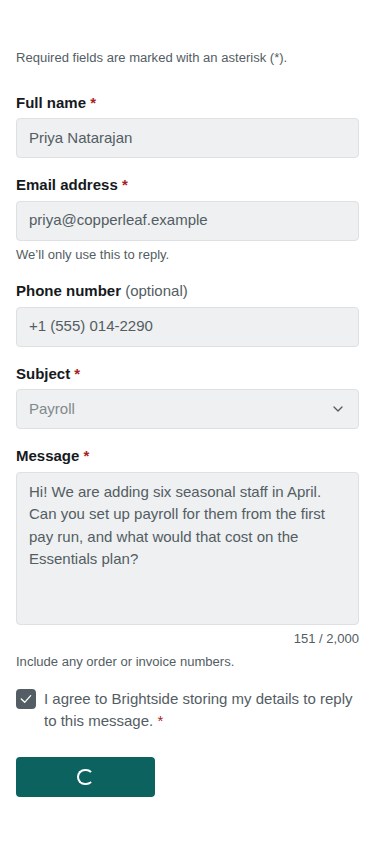 Required fields are marked with an asterisk (*).
Full name *
Priya Natarajan
Email address *
priya@copperleaf.example
We’ll only use this to reply.
Phone number (optional)
+1 (555) 014-2290
Subject *
Payroll
Message *
Hi! We are adding six seasonal staff in April.
Can you set up payroll for them from the first
pay run, and what would that cost on the
Essentials plan?
151 / 2,000
Include any order or invoice numbers.
I agree to Brightside storing my details to reply
to this message. *